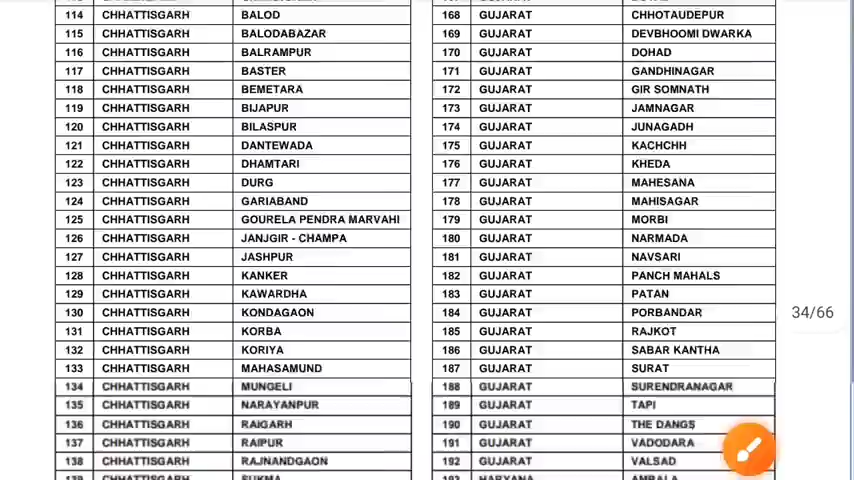 114 CHHATTISGARH BALOD
115 CHHATTISGARH BALODABAZAR
116 CHHATTISGARH BALRAMPUR
117 CHHATTISGARH BASTER
118 CHHATTISGARH BEMETARA
119 CHHATTISGARH BIJAPUR
120 CHHATTISGARH BILASPUR
121 CHHATTISGARH DANTEWADA
122 CHHATTISGARH DHAMTARI
123 CHHATTISGARH DURG
124 CHHATTISGARH GARIABAND
125 CHHATTISGARH GOURELA PENDRA MARVAHI
126 CHHATTISGARH JANJGIR - CHAMPA
127 CHHATTISGARH JASHPUR
128 CHHATTISGARH KANKER
129 CHHATTISGARH KAWARDHA
130 CHHATTISGARH KONDAGAON
131 CHHATTISGARH KORBA
132 CHHATTISGARH KORIYA
133 CHHATTISGARH MAHASAMUND
134 CHHATTISGARH MUNGELI
135 CHHATTISGARH NARAYANPUR
136 CHHATTISGARH RAIGARH
137 CHHATTISGARH RAIPUR
138 CHHATTISGARH RAJNANDGAON
139 CHHATTISGARH SUKMA
168 GUJARAT CHHOTAUDEPUR
169 GUJARAT DEVBHOOMI DWARKA
170 GUJARAT DOHAD
171 GUJARAT GANDHINAGAR
172 GUJARAT GIR SOMNATH
173 GUJARAT JAMNAGAR
174 GUJARAT JUNAGADH
175 GUJARAT KACHCHH
176 GUJARAT KHEDA
177 GUJARAT MAHESANA
178 GUJARAT MAHISAGAR
179 GUJARAT MORBI
180 GUJARAT NARMADA
181 GUJARAT NAVSARI
182 GUJARAT PANCH MAHALS
183 GUJARAT PATAN
184 GUJARAT PORBANDAR
185 GUJARAT RAJKOT
186 GUJARAT SABAR KANTHA
187 GUJARAT SURAT
188 GUJARAT SURENDRANAGAR
189 GUJARAT TAPI
190 GUJARAT THE DANGS
191 GUJARAT VADODARA
192 GUJARAT VALSAD
193 HARYANA AMBALA
34/66